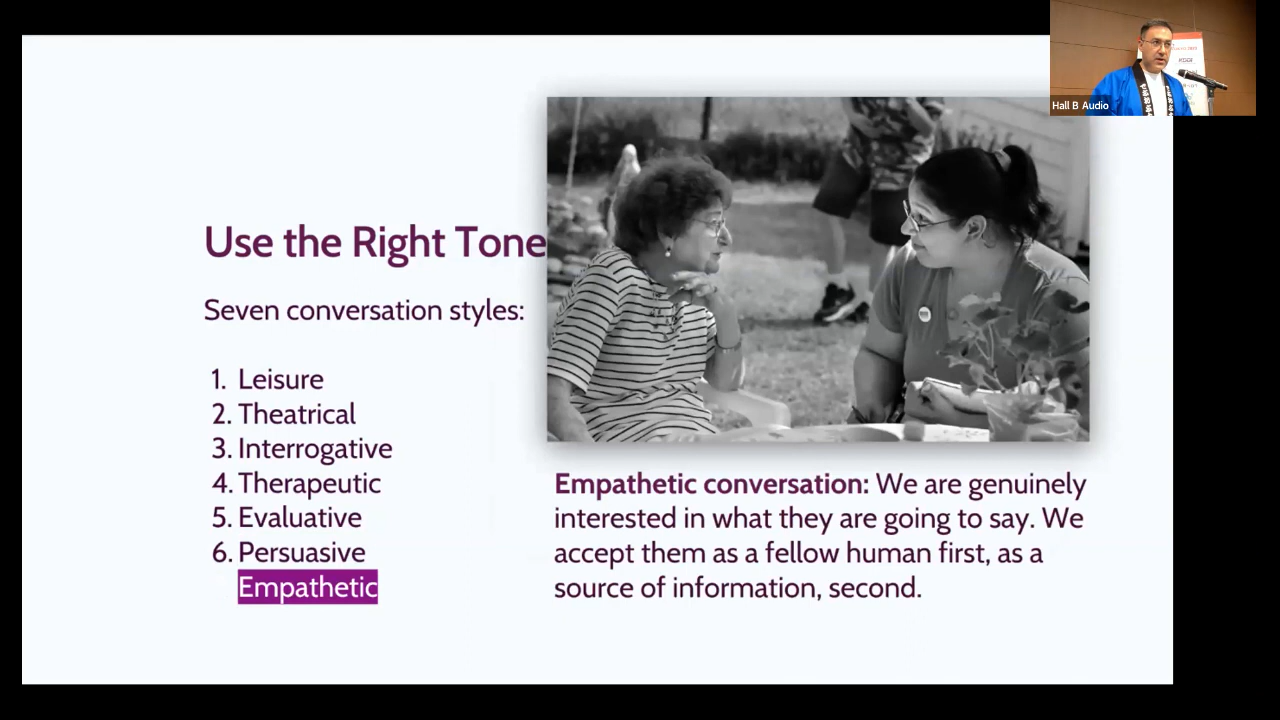 Use the Right Tone
Seven conversation styles:
1. Leisure
2. Theatrical
3. Interrogative
4. Therapeutic
5. Evaluative
6. Persuasive
Empathetic
Empathetic conversation: We are genuinely
interested in what they are going to say. We
accept them as a fellow human first, as a
source of information, second.
Hall B Audio